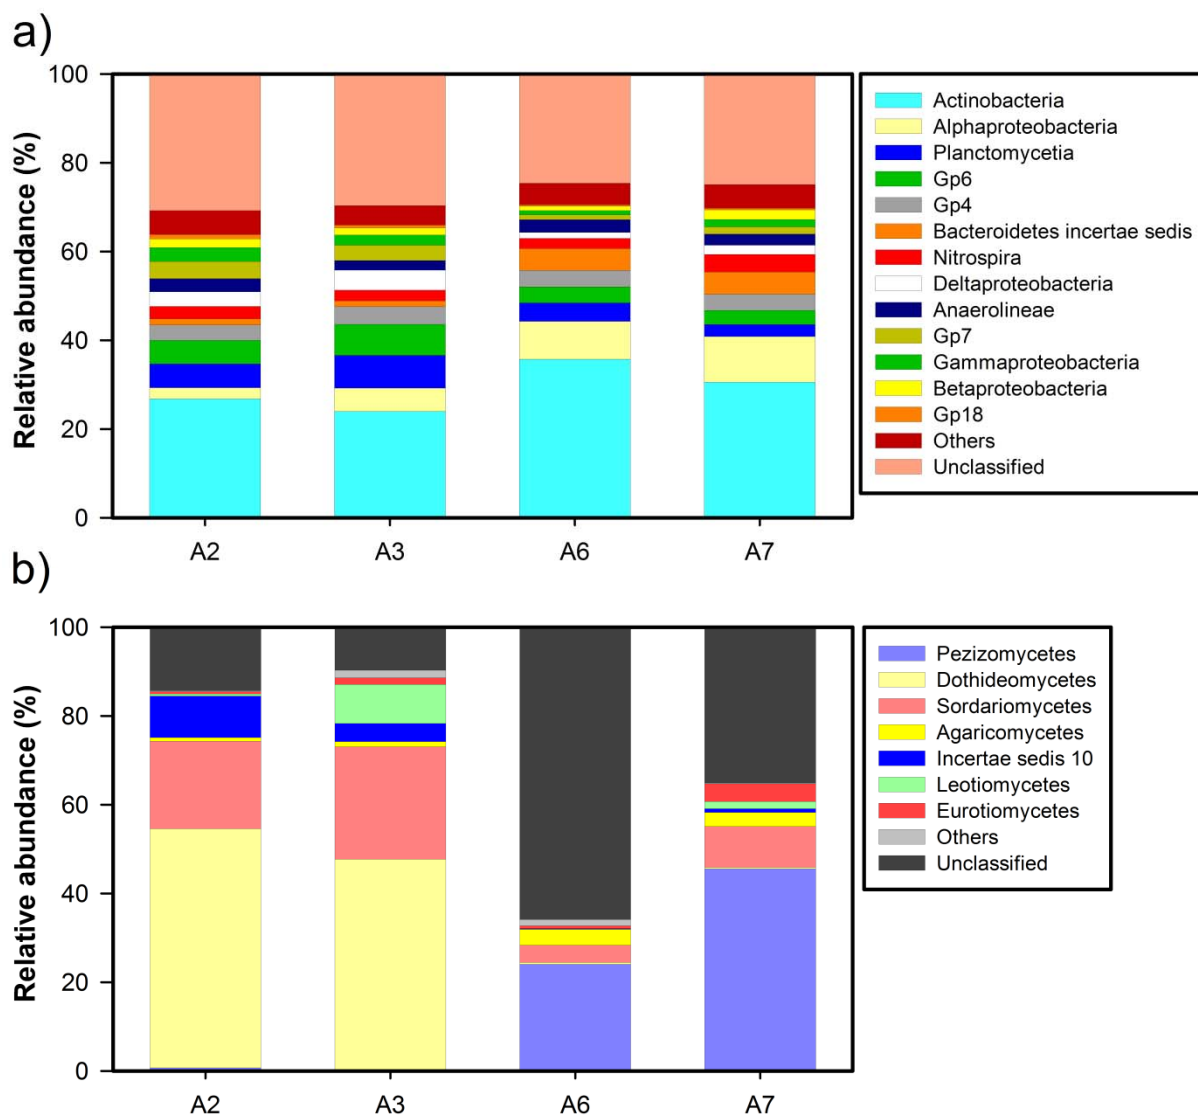 a)
Relative abundance (%)
100
80
60
40
20
0
A2 A3 A6 A7
Actinobacteria
Alphaproteobacteria
Planctomycetia
Gp6
Gp4
Bacteroidetes incertae sedis
Nitrospira
Deltaproteobacteria
Anaerolineae
Gp7
Gammaproteobacteria
Betaproteobacteria
Gp18
Others
Unclassified
b)
Relative abundance (%)
100
80
60
40
20
0
A2 A3 A6 A7
Pezizomycetes
Dothideomycetes
Sordariomycetes
Agaricomycetes
Incertae sedis 10
Leotiomycetes
Eurotiomycetes
Others
Unclassified